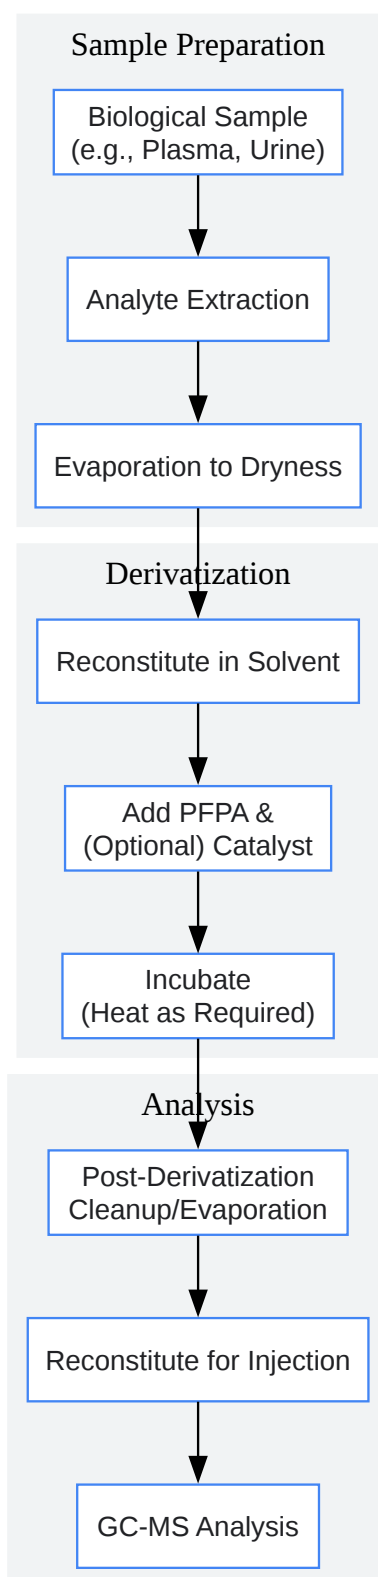 Sample Preparation
Biological Sample
(e.g., Plasma, Urine)
Analyte Extraction
Evaporation to Dryness
Derivatization
Reconstitute in Solvent
Add PFPA &
(Optional) Catalyst
Incubate
(Heat as Required)
Analysis
Post-Derivatization
Cleanup/Evaporation
Reconstitute for Injection
GC-MS Analysis